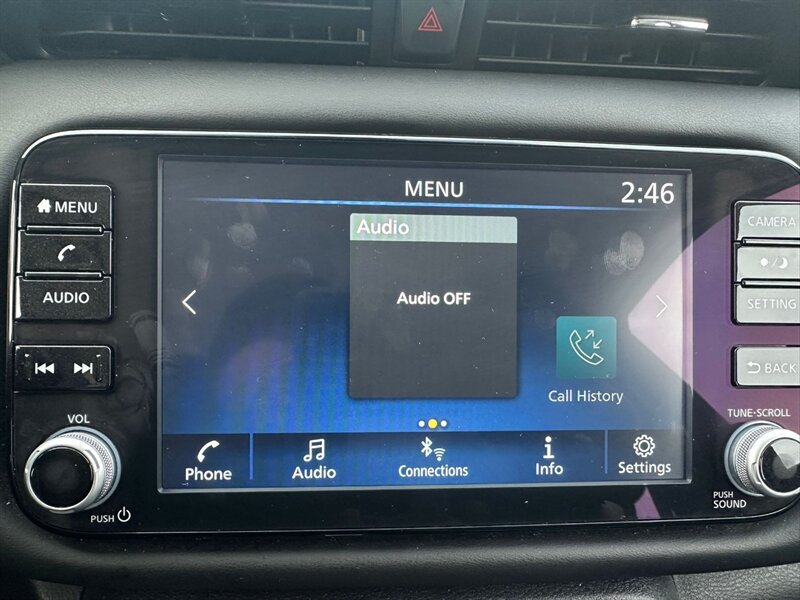 MENU
2:46
MENU
AUDIO
VOL
PUSH
Audio
Audio OFF
Call History
Phone
Audio
Connections
Info
Settings
CAMERA
SETTING
BACK
TUNE·SCROLL
PUSH
SOUND